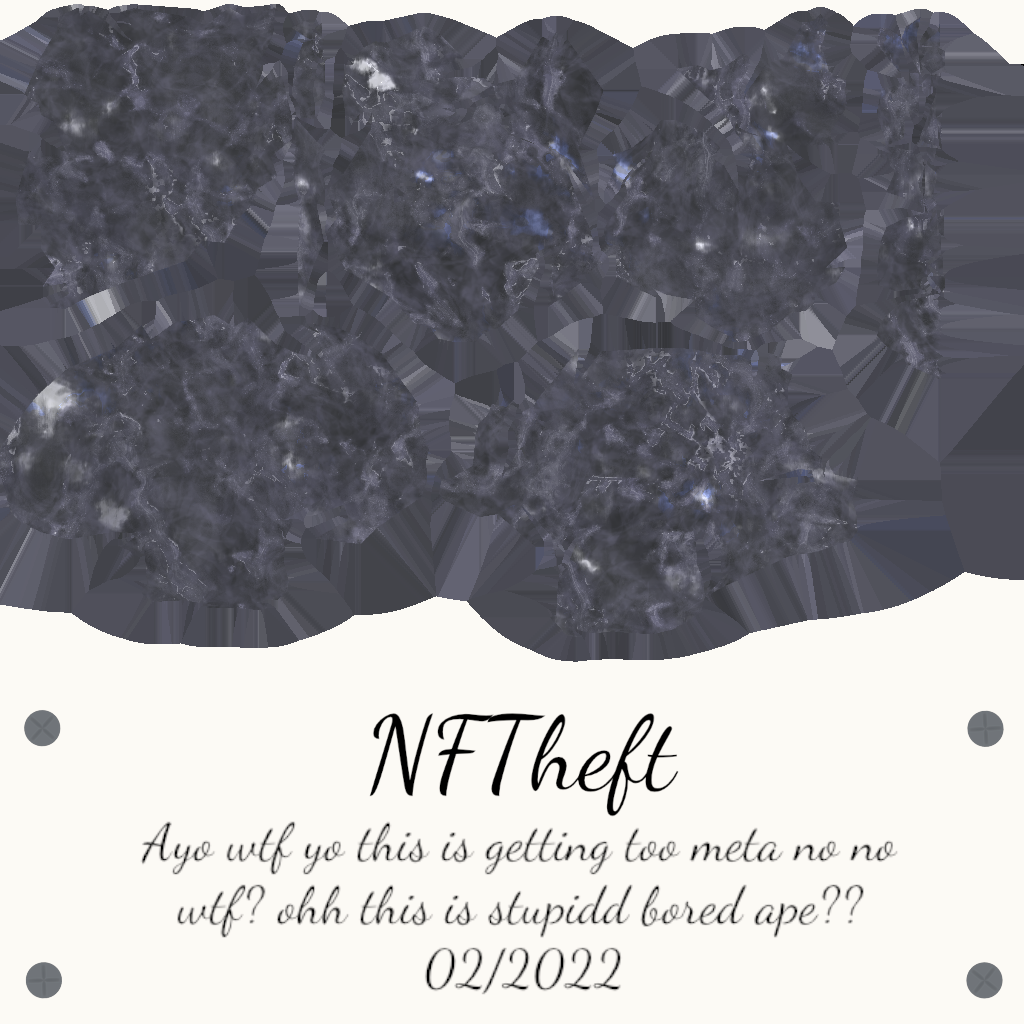 NFTheft
Ayo wtf yo this is getting too meta no no
wtf? ohh this is stupidd bored ape??
02/2022